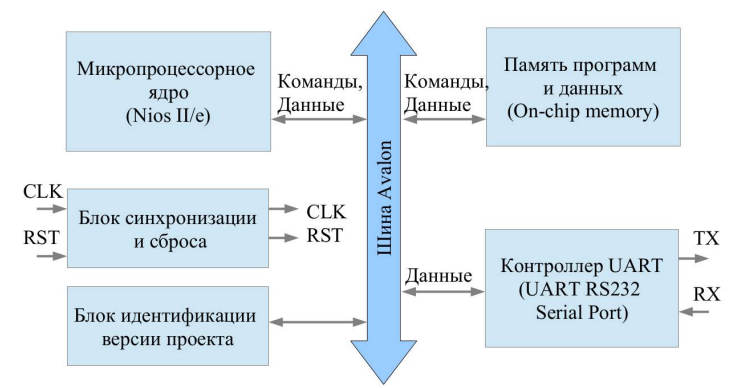 Микропроцессорное
ядро
(Nios II/e)
Команды,
Данные
Команды,
Данные
Память программ
и данных
(On-chip memory)
Шина Avalon
CLK
RST
Блок синхронизации
и сброса
CLK
RST
Данные
Контроллер UART
(UART RS232
Serial Port)
TX
RX
Блок идентификации
версии проекта